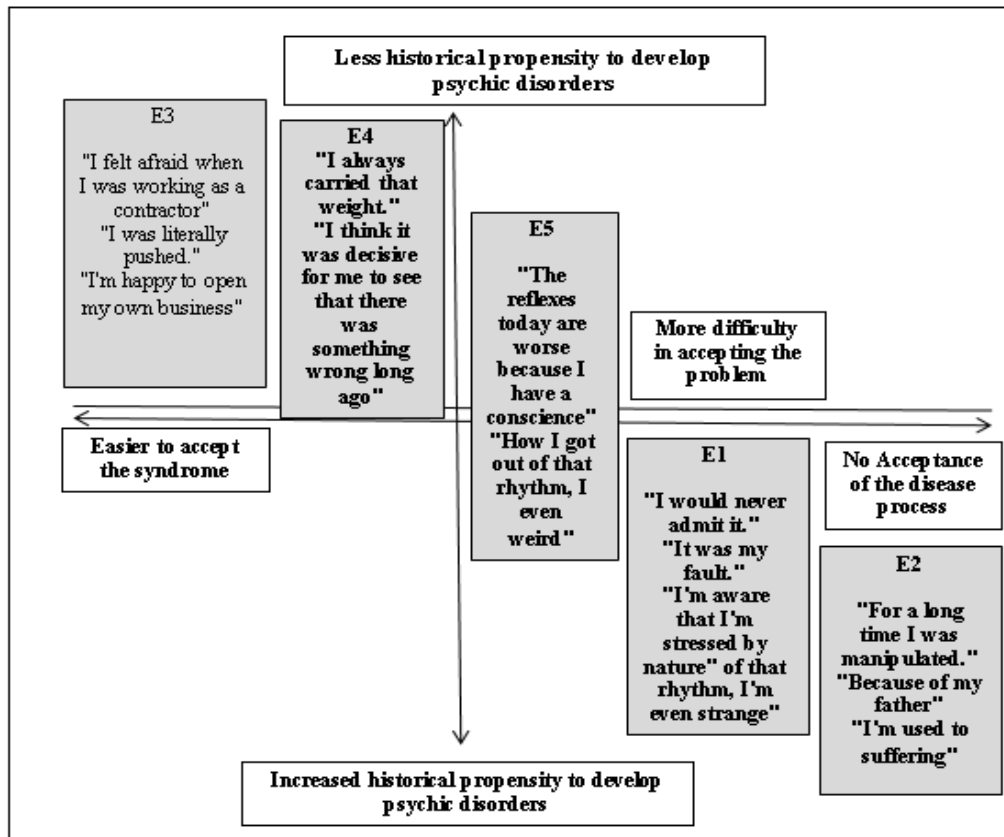 Less historical propensity to develop
psychic disorders
E3
"I felt afraid when
I was working as a
contractor"
"I was literally
pushed."
"I'm happy to open
my own business"
E4
"I always
carried that
weight."
"I think it
was decisive
for me to see
that there
was
something
wrong long
ago"
E5
"The
reflexes
today are
worse
because I
have a
conscience"
"How I got
out of that
rhythm, I
even
weird"
More difficulty
in accepting the
problem
Easier to accept
the syndrome
E1
"I would never
admit it."
"It was my
fault."
"I'm aware
that I'm
stressed by
nature" of that
rhythm, I'm
even strange"
No Acceptance
of the disease
process
E2
"For a long
time I was
manipulated."
"Because of my
father"
"I'm used to
suffering"
Increased historical propensity to develop
psychic disorders